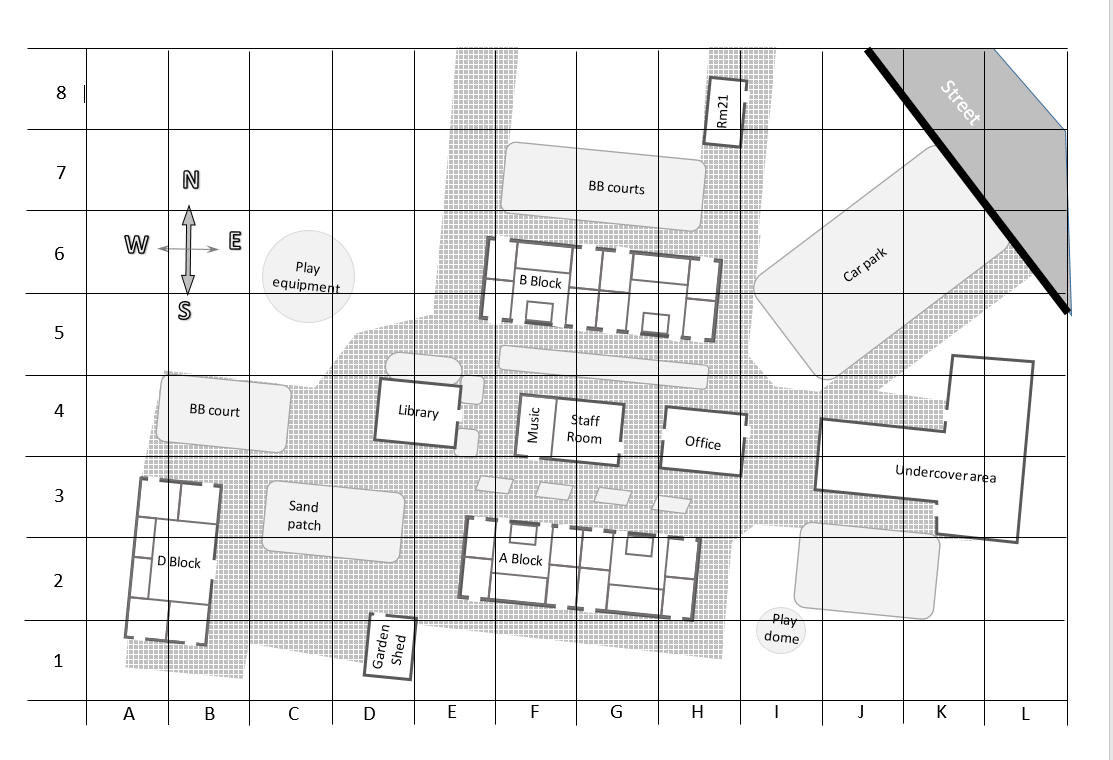 8
Rm21
Street
7
N
BB courts
W
E
6
Play
equipment
B Block
Car park
S
5
4
BB court
Library
Music
Staff
Room
Office
Undercover area
3
Sand
patch
2
D Block
A Block
Play
dome
1
Garden
Shed
A
B
C
D
E
F
G
H
I
J
K
L